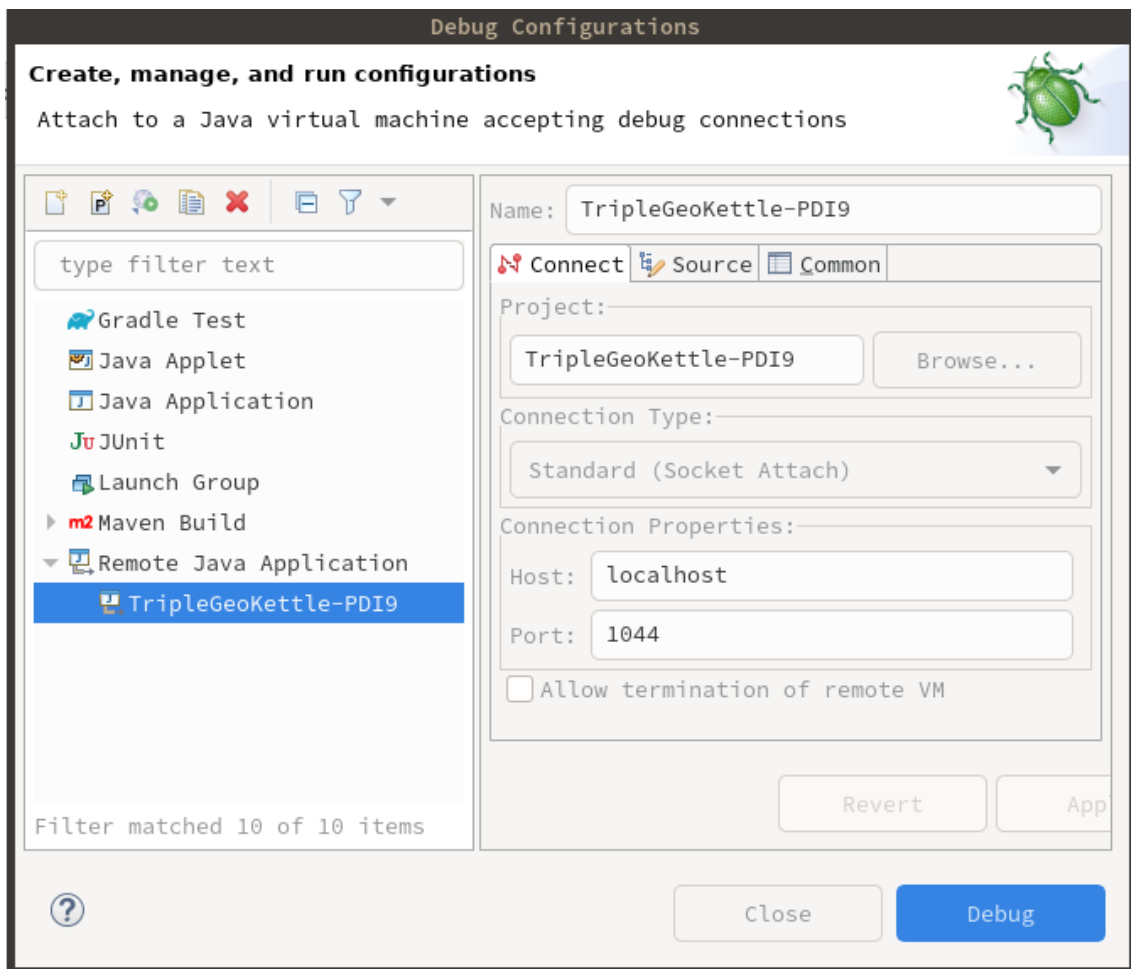 Debug Configurations
Create, manage, and run configurations
Attach to a Java virtual machine accepting debug connections
type filter text
Gradle Test
Java Applet
Java Application
Ju JUnit
Launch Group
m2 Maven Build
Remote Java Application
TripleGeoKettle-PDI9
Filter matched 10 of 10 items
Name: TripleGeoKettle-PDI9
Connect Source Common
Project:
TripleGeoKettle-PDI9 Browse...
Connection Type:
Standard (Socket Attach)
Connection Properties:
Host: localhost
Port: 1044
Allow termination of remote VM
Revert App
Close Debug